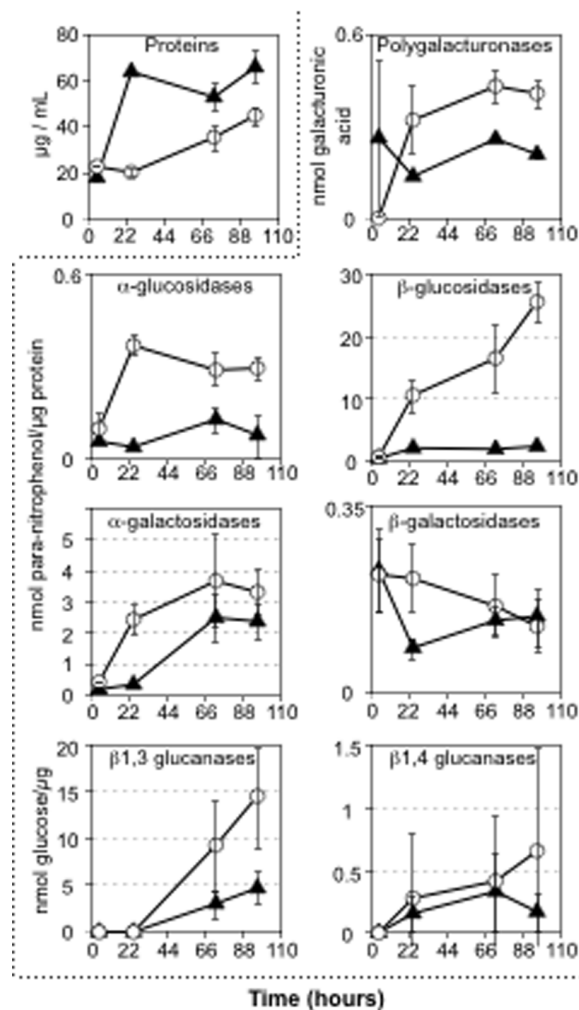 Proteins
µg / mL
80
60
40
20
0
0 22 44 66 88 110
Polygalacturonases
nmol galacturonic
acid
0.6
0
0 22 44 66 88 110
nmol para-nitrophenol/µg protein
α-glucosidases
0.6
0
0 22 44 66 88 110
β-glucosidases
30
20
10
0
0 22 44 66 88 110
α-galactosidases
5
4
3
2
1
0
0 22 44 66 88 110
β-galactosidases
0.35
0
0 22 44 66 88 110
nmol glucose/µg
β1,3 glucanases
20
15
10
5
0
0 22 44 66 88 110
β1,4 glucanases
1.5
1
0.5
0
0 22 44 66 88 110
Time (hours)